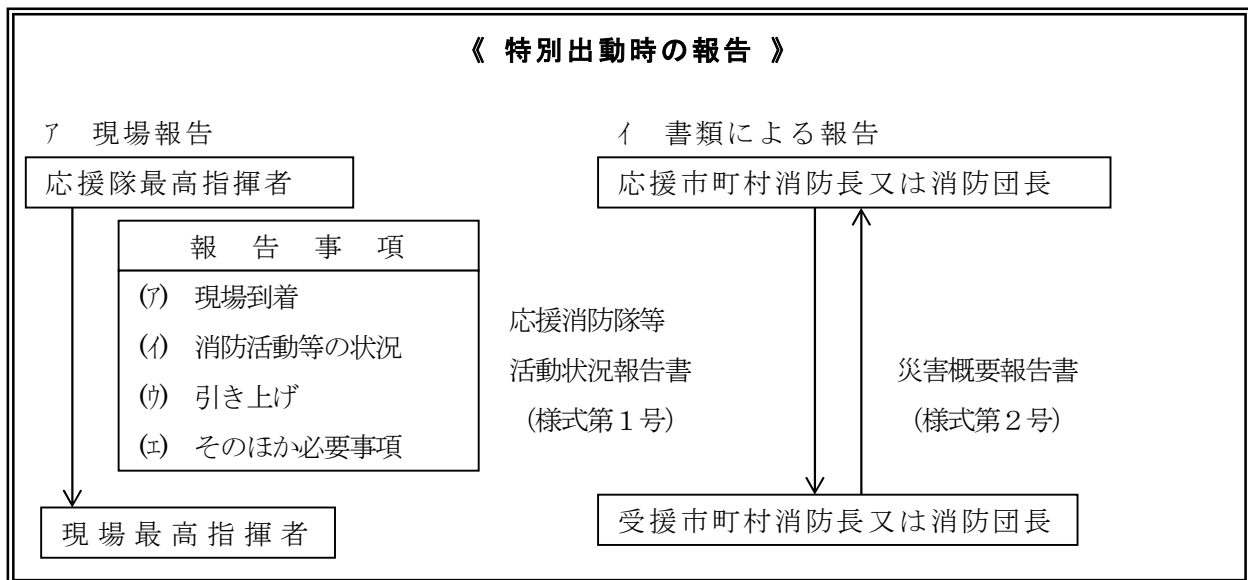 《 特別出動時の報告 》
ｱ 現場報告
応援隊最高指揮者
報告事項
(ｱ) 現場到着
(ｲ) 消防活動等の状況
(ｳ) 引き上げ
(ｴ) そのほか必要事項
現場最高指揮者
ｲ 書類による報告
応援市町村消防長又は消防団長
応援消防隊等
活動状況報告書
（様式第１号）
災害概要報告書
（様式第２号）
受援市町村消防長又は消防団長